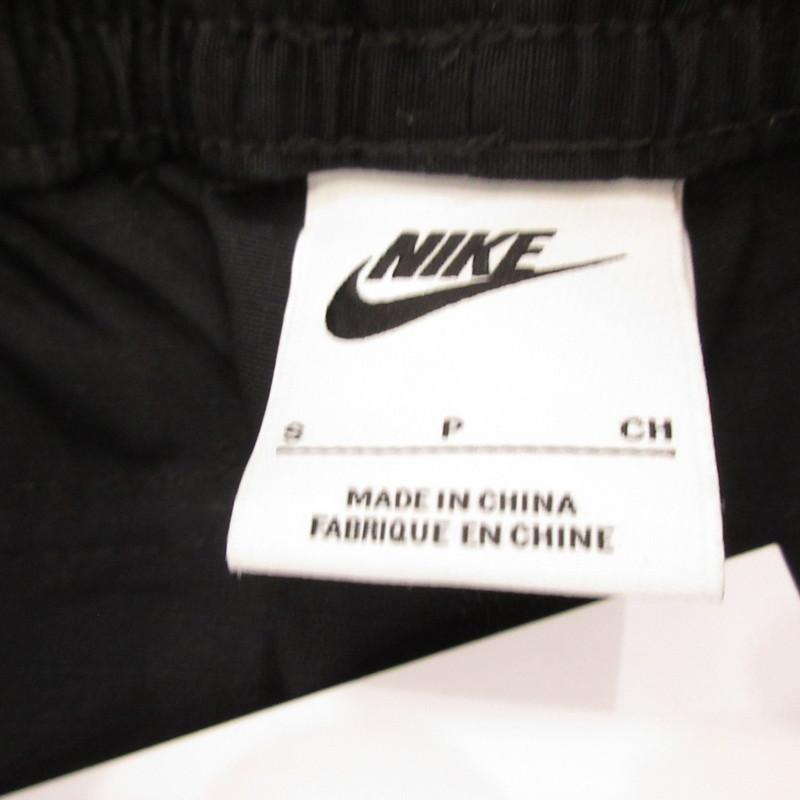 NIKE
S P CH
MADE IN CHINA
FABRIQUE EN CHINE